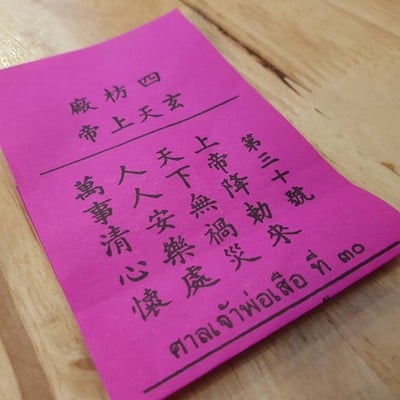 四枋廠
玄天上帝
第三十號
上帝降勅來
天下無禍災
人人安樂處
萬事清心懷
ศาลเจ้าพ่อเสือ ที่ ๓๐